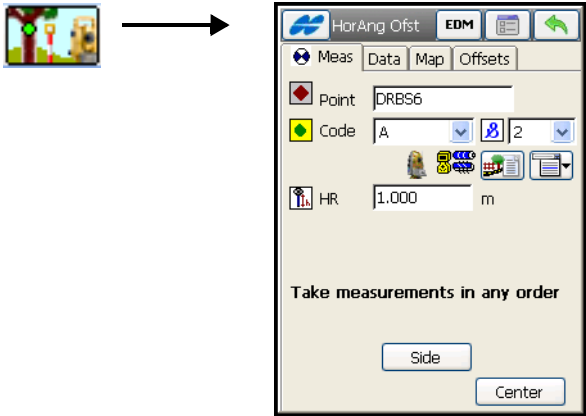 HorAng Ofst EDM
Meas Data Map Offsets
Point DRBS6
Code A 2
HR 1.000 m
Take measurements in any order
Side
Center